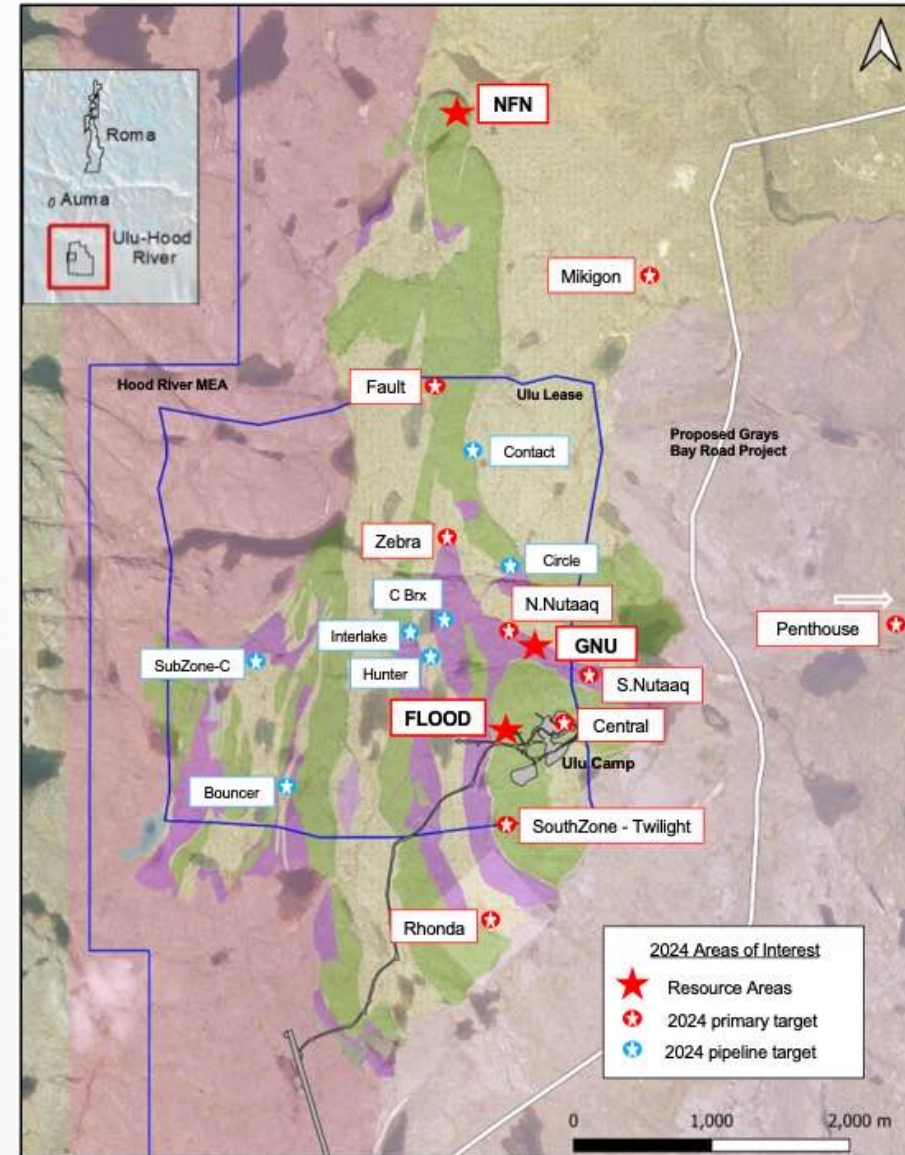 NFN
Roma
Auma
Ulu-Hood
River
Mikigon
Hood River MEA
Fault
Ulu Lease
Proposed Grays
Bay Road Project
Contact
Zebra
Circle
C Brx
N.Nutaaq
Interlake
Penthouse
GNU
SubZone-C
Hunter
S.Nutaaq
FLOOD
Central
Ulu Camp
Bouncer
SouthZone - Twilight
Rhonda
2024 Areas of Interest
Resource Areas
2024 primary target
2024 pipeline target
0 1,000 2,000 m